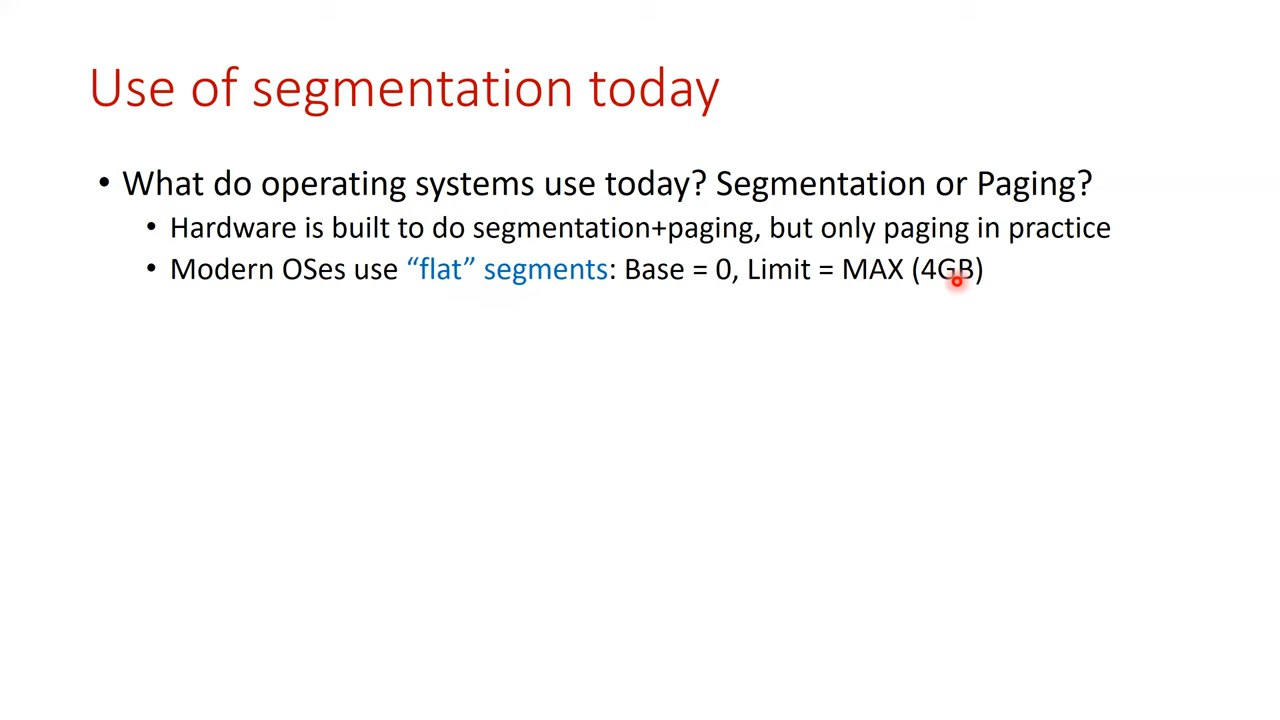 Use of segmentation today
• What do operating systems use today? Segmentation or Paging?
• Hardware is built to do segmentation+paging, but only paging in practice
• Modern OSes use “flat” segments: Base = 0, Limit = MAX (4GB)